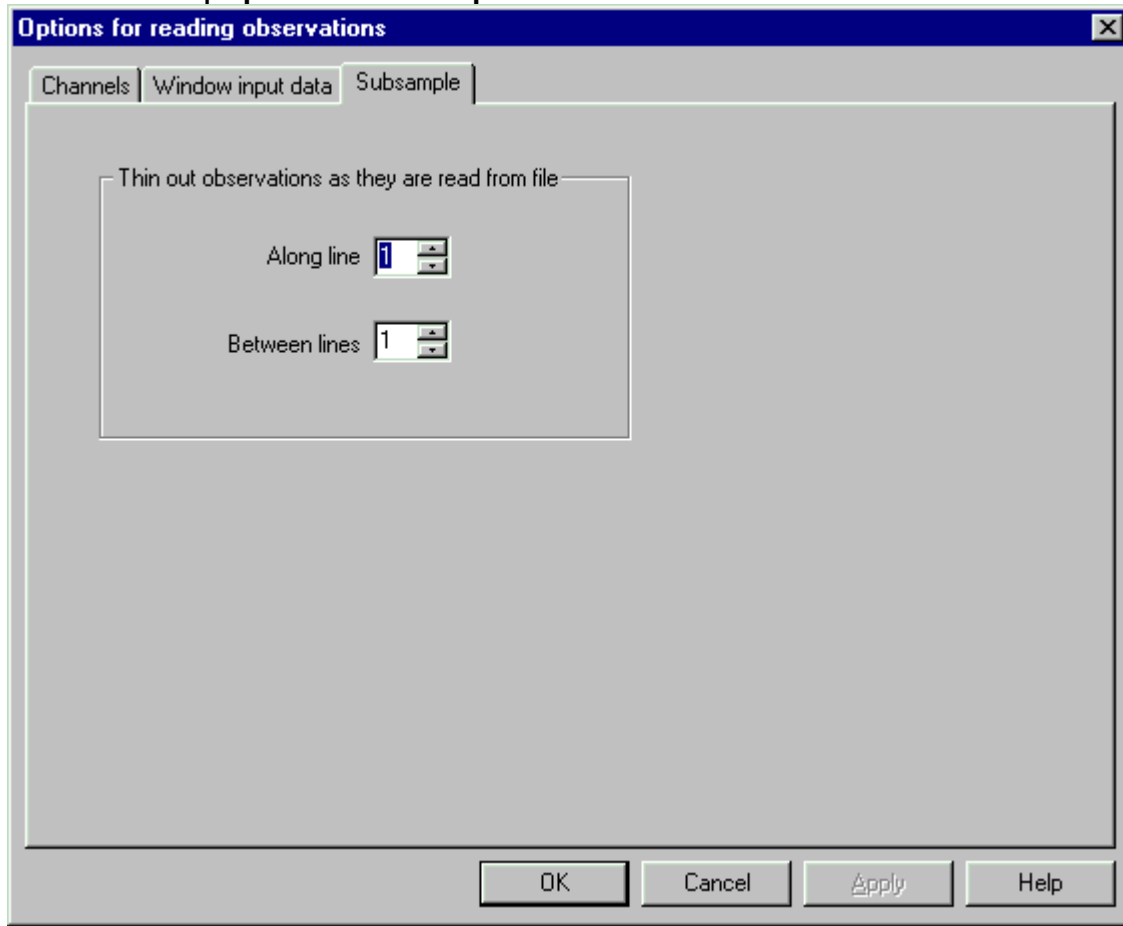 Options for reading observations
Channels Window input data Subsample
Thin out observations as they are read from file
Along line 1
Between lines 1
OK Cancel Apply Help